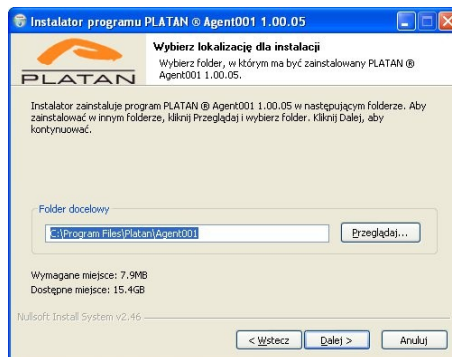 Instalator programu PLATAN ® Agent001 1.00.05
PLATAN
Wybierz lokalizację dla instalacji
Wybierz folder, w którym ma być zainstalowany PLATAN ®
Agent001 1.00.05.
Instalator zainstaluje program PLATAN ® Agent001 1.00.05 w następującym folderze. Aby
zainstalować w innym folderze, kliknij Przeglądaj i wybierz folder. Kliknij Dalej, aby
kontynuować.
Folder docelowy
C:\Program Files\Platan\Agent001
Przeglądaj...
Wymagane miejsce: 7.9MB
Dostępne miejsce: 15.4GB
Nullsoft Install System v2.46
< Wstecz
Dalej >
Anuluj